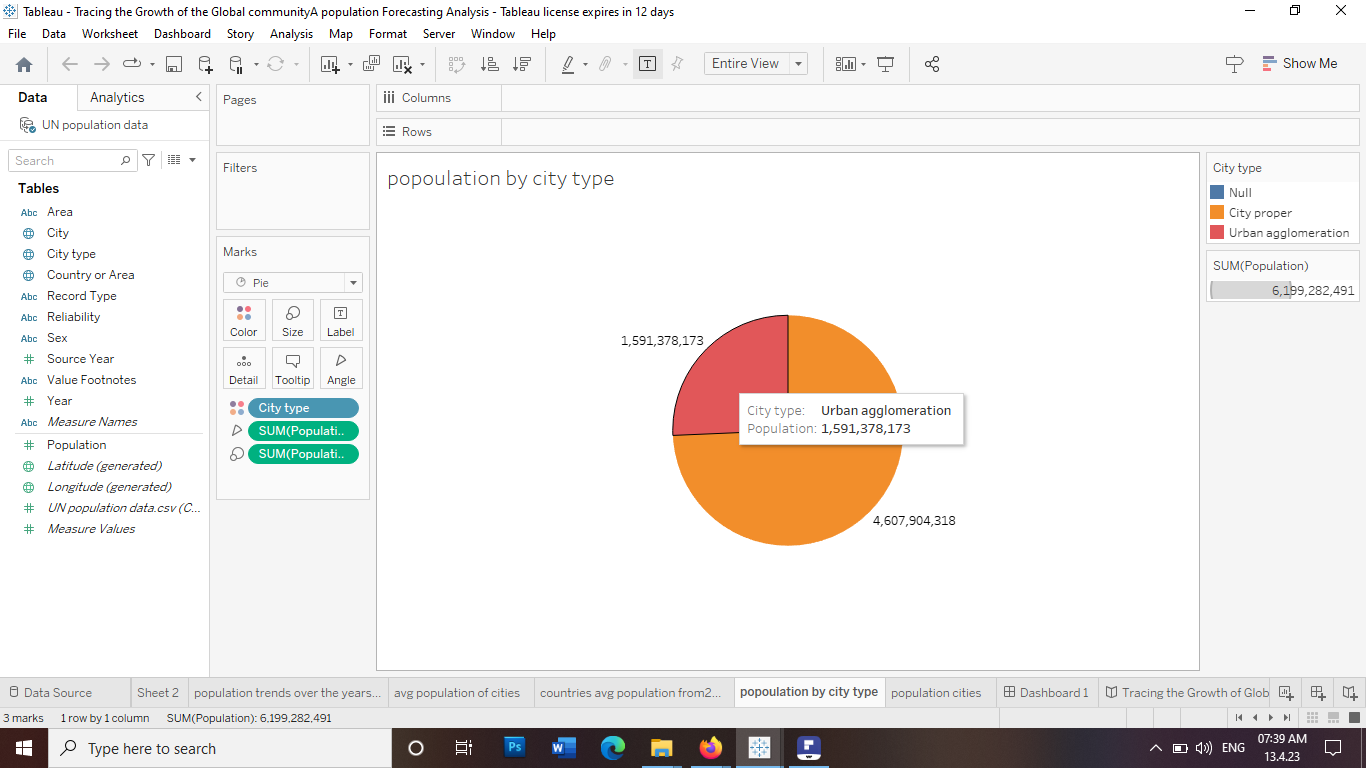 Tableau - Tracing the Growth of the Global communityA population Forecasting Analysis - Tableau license expires in 12 days
File Data Worksheet Dashboard Story Analysis Map Format Server Window Help
Entire View
Show Me
Data Analytics
UN population data
Search
Tables
Abc Area
City
City type
Country or Area
Abc Record Type
Abc Reliability
Abc Sex
Source Year
Abc Value Footnotes
Year
Abc Measure Names
Population
Latitude (generated)
Longitude (generated)
UN population data.csv (C...
Measure Values
Pages
Filters
Marks
Pie
Color Size Label
Detail Tooltip Angle
City type
SUM(Populati..
SUM(Populati..
Columns
Rows
popoulation by city type
1,591,378,173
City type: Urban agglomeration
Population: 1,591,378,173
4,607,904,318
City type
Null
City proper
Urban agglomeration
SUM(Population)
6,199,282,491
Data Source Sheet 2 population trends over the years... avg population of cities countries avg population from2... popoulation by city type population cities Dashboard 1 Tracing the Growth of Glob
3 marks 1 row by 1 column SUM(Population): 6,199,282,491
Type here to search
Ps
W
ENG
07:39 AM
13.4.23